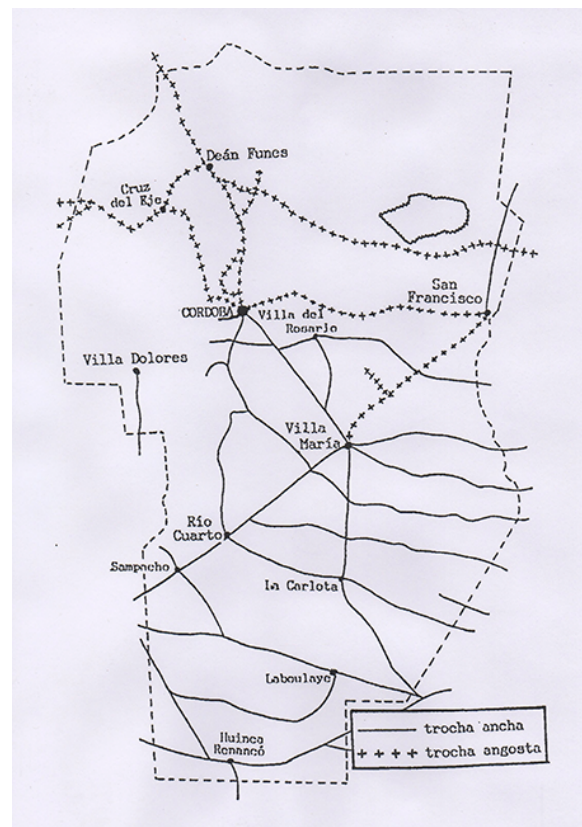 Deán Funes
Cruz
del Eje
San
Francisco
CORDOBA
Villa del
Rosario
Villa Dolores
Villa
María
Río
Cuarto
Sampacho
La Carlota
Laboulaye
Huinca
Renancó
trocha ancha
trocha angosta